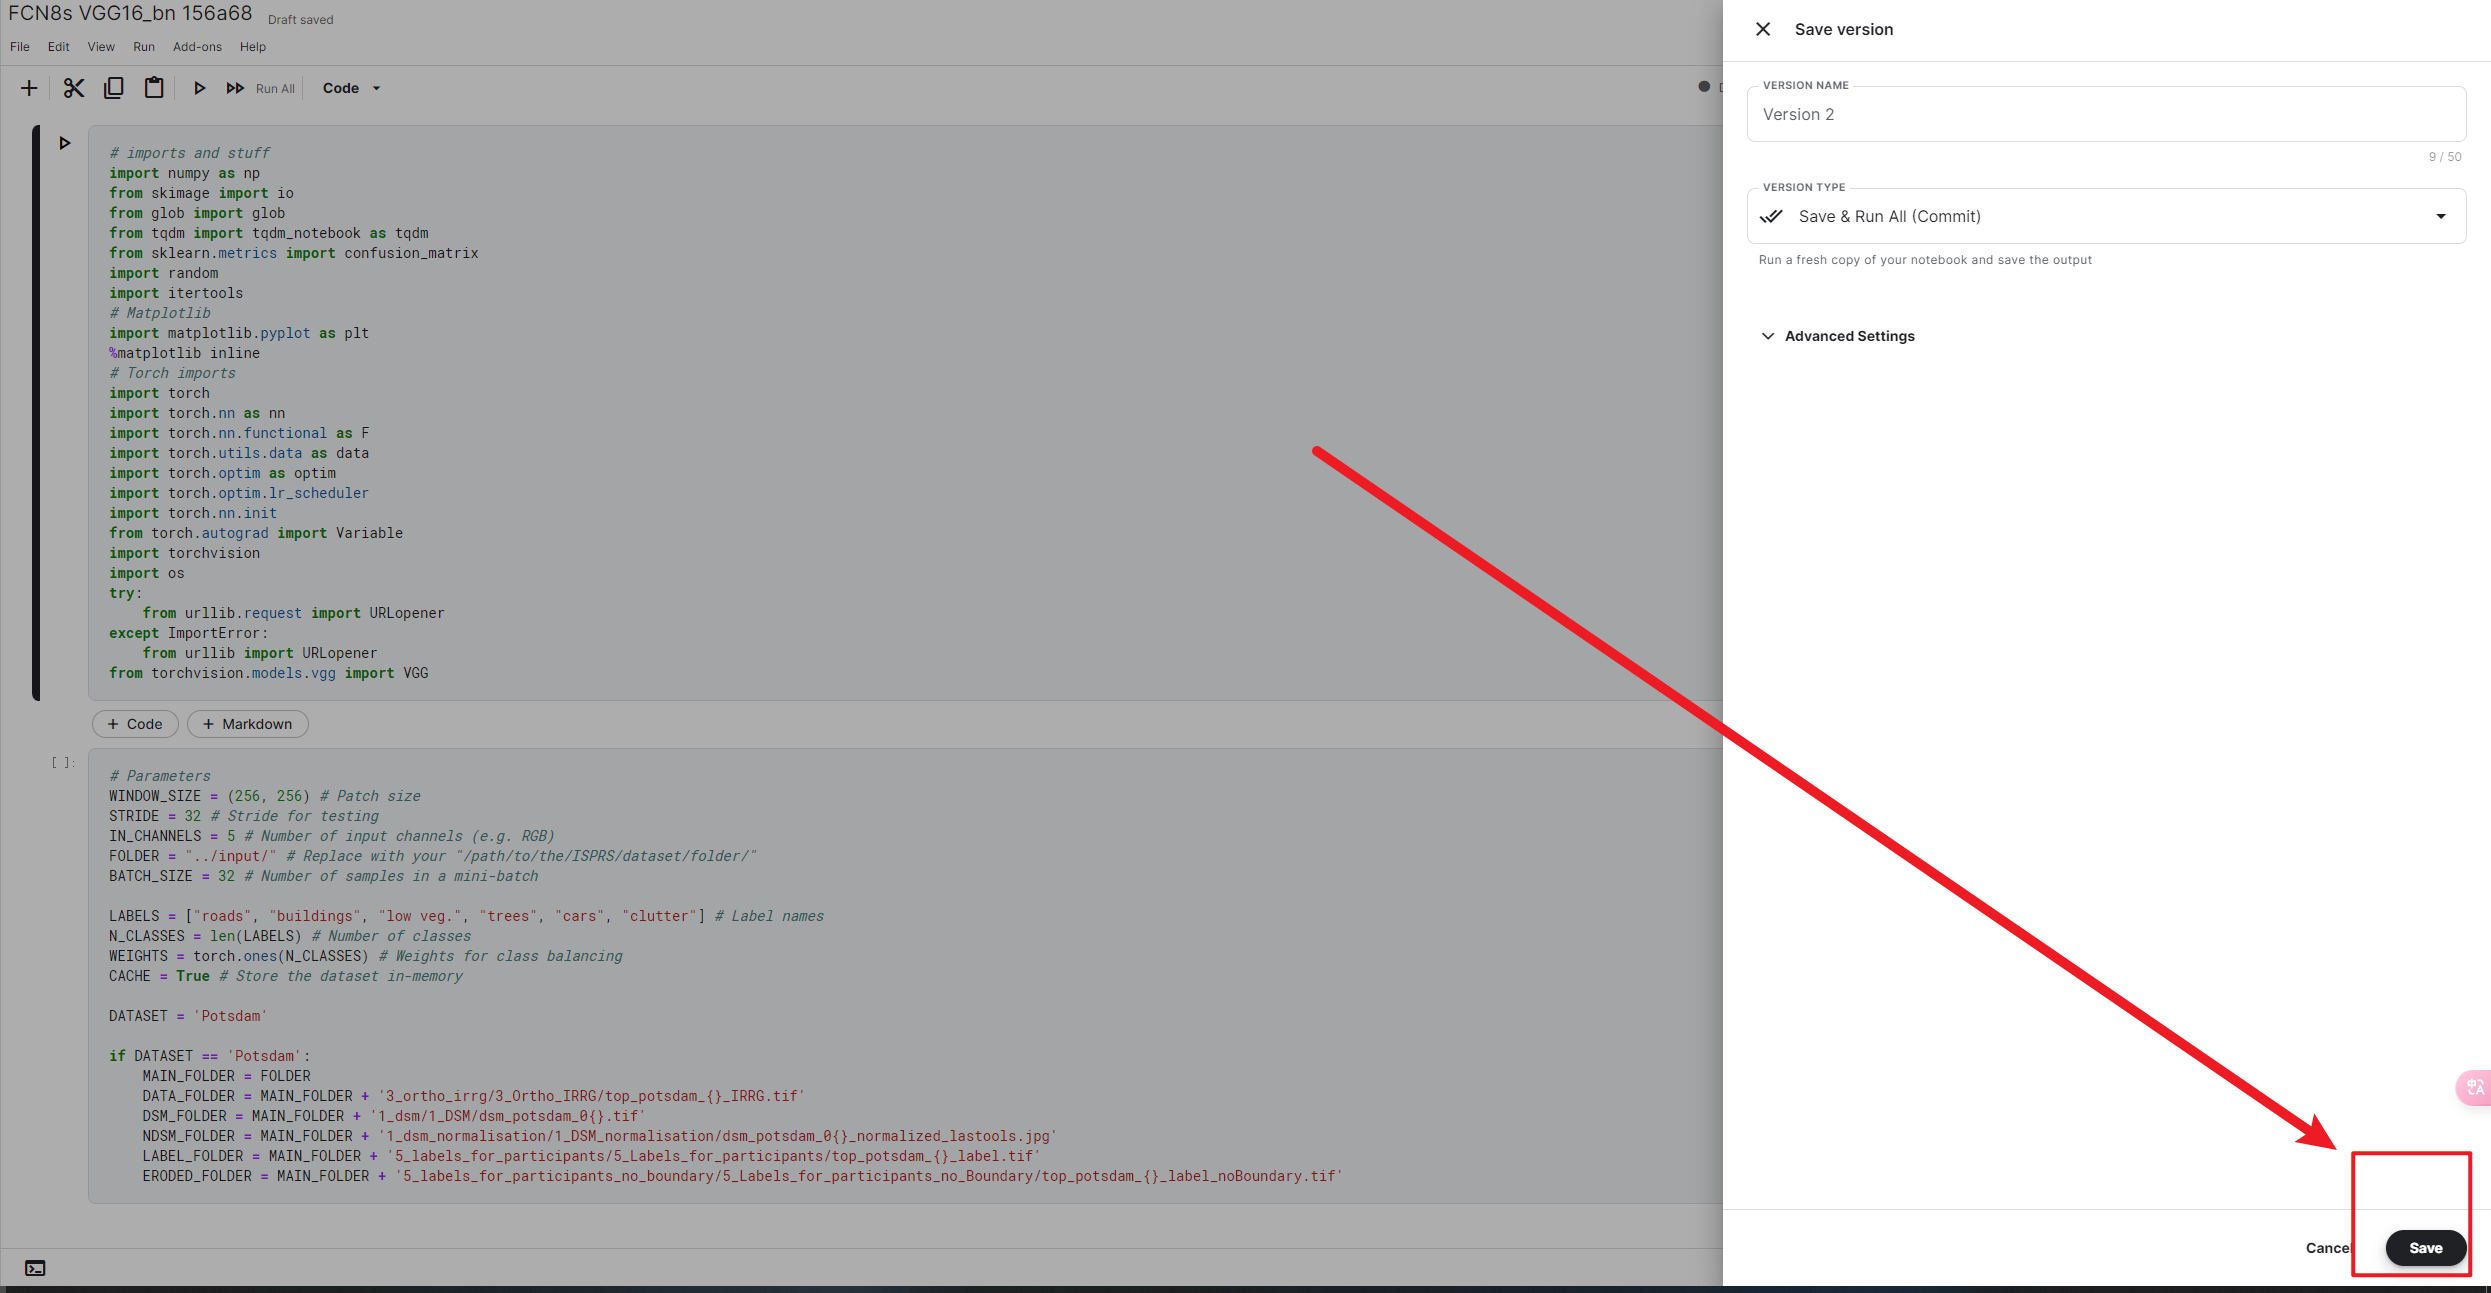 FCN8s VGG16_bn 156a68 Draft saved
File Edit View Run Add-ons Help
Run All Code
# imports and stuff
import numpy as np
from skimage import io
from glob import glob
from tqdm import tqdm_notebook as tqdm
from sklearn.metrics import confusion_matrix
import random
import itertools
# Matplotlib
import matplotlib.pyplot as plt
%matplotlib inline
# Torch imports
import torch
import torch.nn as nn
import torch.nn.functional as F
import torch.utils.data as data
import torch.optim as optim
import torch.optim.lr_scheduler
import torch.nn.init
from torch.autograd import Variable
import torchvision
import os
try:
    from urllib.request import URLopener
except ImportError:
    from urllib import URLopener
from torchvision.models.vgg import VGG
+ Code + Markdown
[ ]:
# Parameters
WINDOW_SIZE = (256, 256) # Patch size
STRIDE = 32 # Stride for testing
IN_CHANNELS = 5 # Number of input channels (e.g. RGB)
FOLDER = "../input/" # Replace with your "/path/to/the/ISPRS/dataset/folder/"
BATCH_SIZE = 32 # Number of samples in a mini-batch
LABELS = ["roads", "buildings", "low veg.", "trees", "cars", "clutter"] # Label names
N_CLASSES = len(LABELS) # Number of classes
WEIGHTS = torch.ones(N_CLASSES) # Weights for class balancing
CACHE = True # Store the dataset in-memory
DATASET = 'Potsdam'
if DATASET == 'Potsdam':
    MAIN_FOLDER = FOLDER
    DATA_FOLDER = MAIN_FOLDER + '3_ortho_irrg/3_Ortho_IRRG/top_potsdam_{}_IRRG.tif'
    DSM_FOLDER = MAIN_FOLDER + '1_dsm/1_DSM/dsm_potsdam_0{}.tif'
    NDSM_FOLDER = MAIN_FOLDER + '1_dsm_normalisation/1_DSM_normalisation/dsm_potsdam_0{}_normalized_lastools.jpg'
    LABEL_FOLDER = MAIN_FOLDER + '5_labels_for_participants/5_Labels_for_participants/top_potsdam_{}_label.tif'
    ERODED_FOLDER = MAIN_FOLDER + '5_labels_for_participants_no_boundary/5_Labels_for_participants_no_Boundary/top_potsdam_{}_label_noBoundary.tif'
Save version
VERSION NAME
Version 2
9 / 50
VERSION TYPE
Save & Run All (Commit)
Run a fresh copy of your notebook and save the output
Advanced Settings
中A
Cancel Save